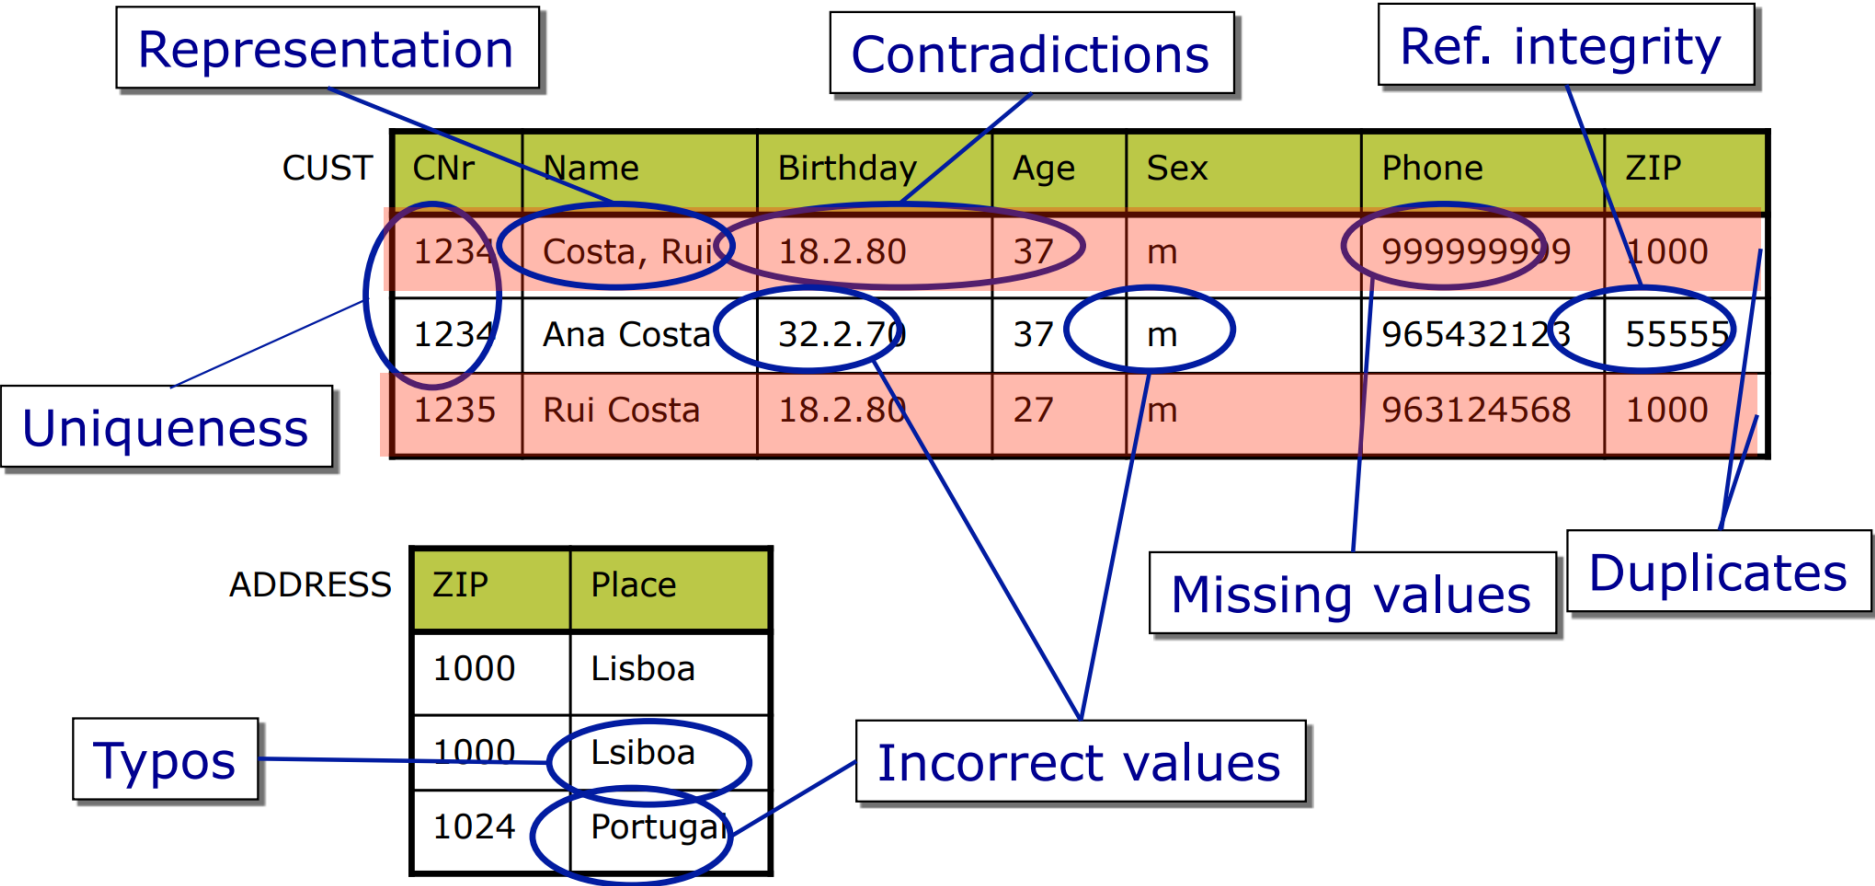 Representation
Contradictions
Ref. integrity
CUST CNr Name Birthday Age Sex Phone ZIP
1234 Costa, Rui 18.2.80 37 m 999999999 1000
1234 Ana Costa 32.2.70 37 m 965432123 55555
1235 Rui Costa 18.2.80 27 m 963124568 1000
Uniqueness
Missing values
Duplicates
ADDRESS ZIP Place
1000 Lisboa
1000 Lsiboa
1024 Portugal
Typos
Incorrect values